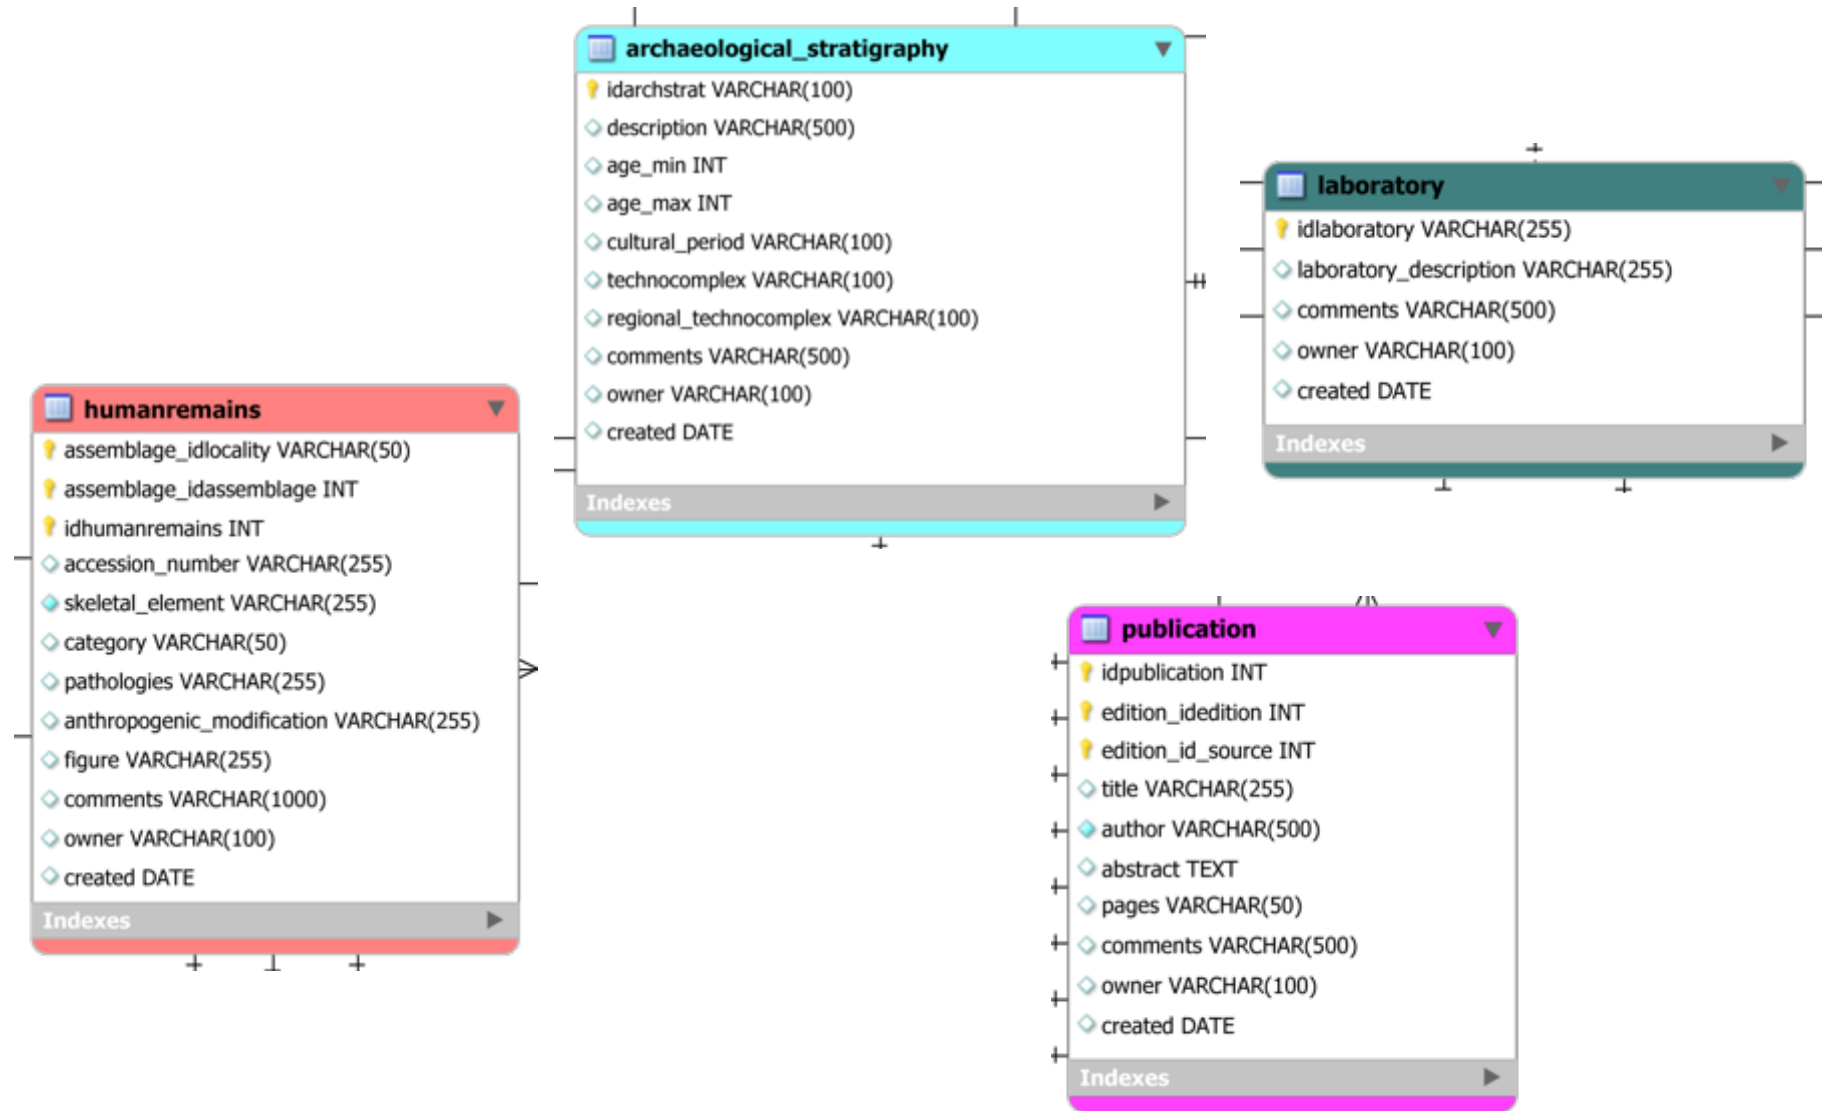 archaeological_stratigraphy
idarchstrat VARCHAR(100)
description VARCHAR(500)
age_min INT
age_max INT
cultural_period VARCHAR(100)
technocomplex VARCHAR(100)
regional_technocomplex VARCHAR(100)
comments VARCHAR(500)
owner VARCHAR(100)
created DATE
Indexes
laboratory
idlaboratory VARCHAR(255)
laboratory_description VARCHAR(255)
comments VARCHAR(500)
owner VARCHAR(100)
created DATE
Indexes
humanremains
assemblage_idlocality VARCHAR(50)
assemblage_idassemblage INT
idhumanremains INT
accession_number VARCHAR(255)
skeletal_element VARCHAR(255)
category VARCHAR(50)
pathologies VARCHAR(255)
anthropogenic_modification VARCHAR(255)
figure VARCHAR(255)
comments VARCHAR(1000)
owner VARCHAR(100)
created DATE
Indexes
publication
idpublication INT
edition_idedition INT
edition_id_source INT
title VARCHAR(255)
author VARCHAR(500)
abstract TEXT
pages VARCHAR(50)
comments VARCHAR(500)
owner VARCHAR(100)
created DATE
Indexes